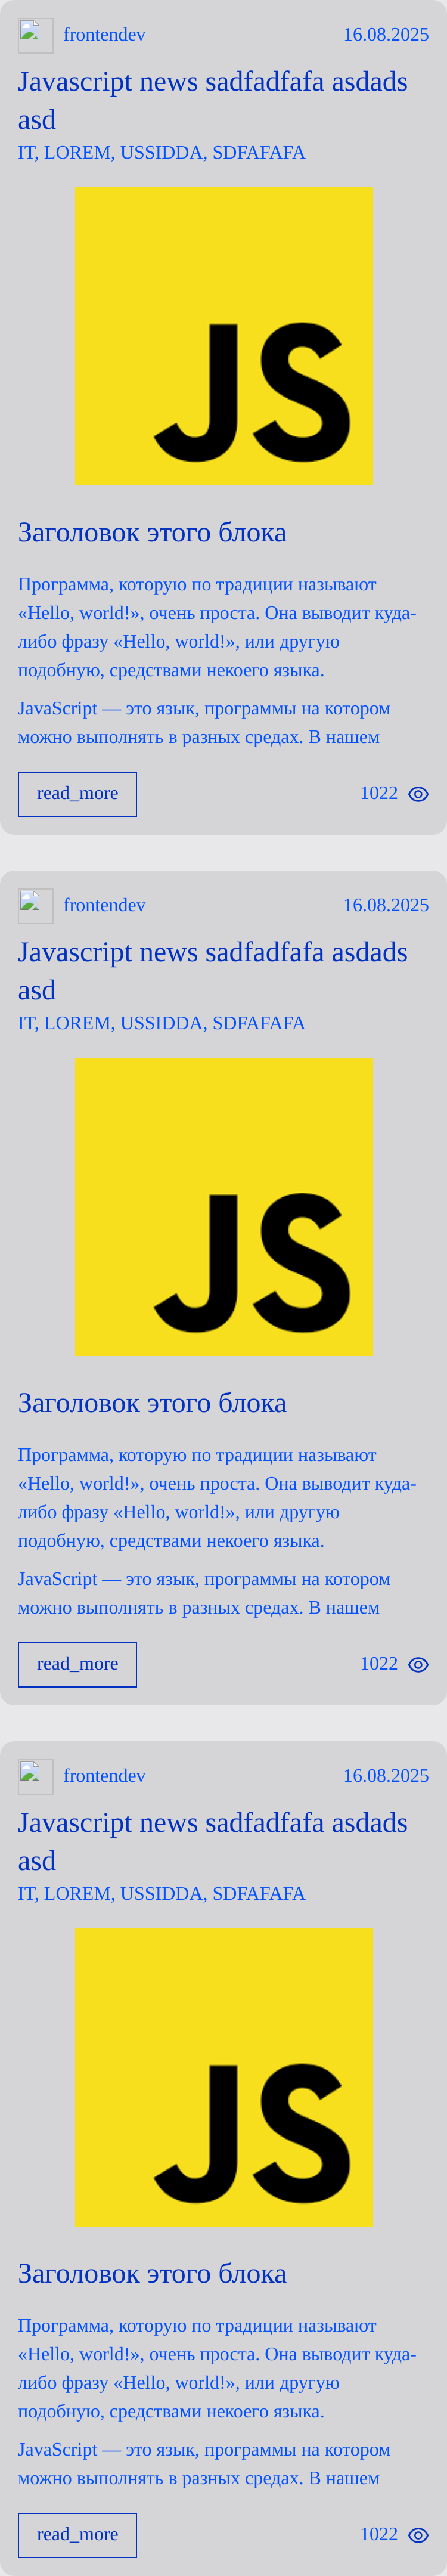 frontendev 16.08.2025
Javascript news sadfadfafa asdads
asd
IT, LOREM, USSIDDA, SDFAFAFA
JS
Заголовок этого блока
Программа, которую по традиции называют
«Hello, world!», очень проста. Она выводит куда-
либо фразу «Hello, world!», или другую
подобную, средствами некоего языка.
JavaScript — это язык, программы на котором
можно выполнять в разных средах. В нашем
read_more 1022
frontendev 16.08.2025
Javascript news sadfadfafa asdads
asd
IT, LOREM, USSIDDA, SDFAFAFA
JS
Заголовок этого блока
Программа, которую по традиции называют
«Hello, world!», очень проста. Она выводит куда-
либо фразу «Hello, world!», или другую
подобную, средствами некоего языка.
JavaScript — это язык, программы на котором
можно выполнять в разных средах. В нашем
read_more 1022
frontendev 16.08.2025
Javascript news sadfadfafa asdads
asd
IT, LOREM, USSIDDA, SDFAFAFA
JS
Заголовок этого блока
Программа, которую по традиции называют
«Hello, world!», очень проста. Она выводит куда-
либо фразу «Hello, world!», или другую
подобную, средствами некоего языка.
JavaScript — это язык, программы на котором
можно выполнять в разных средах. В нашем
read_more 1022